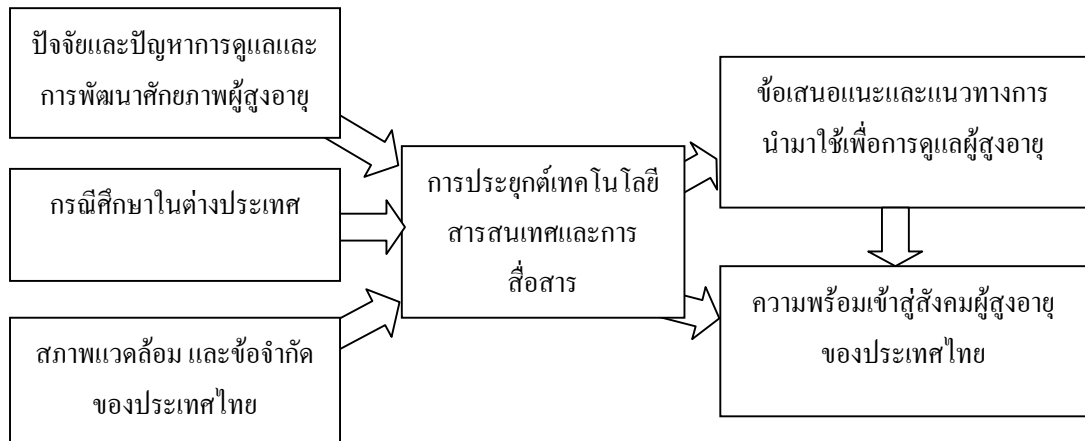 ปัจจัยและปัญหาการดูแลและ
การพัฒนาศักยภาพผู้สูงอายุ
กรณีศึกษาในต่างประเทศ
สภาพแวดล้อม และข้อจำกัด
ของประเทศไทย
การประยุกต์เทคโนโลยี
สารสนเทศและการ
สื่อสาร
ข้อเสนอแนะและแนวทางการ
นำมาใช้เพื่อการดูแลผู้สูงอายุ
ความพร้อมเข้าสู่สังคมผู้สูงอายุ
ของประเทศไทย